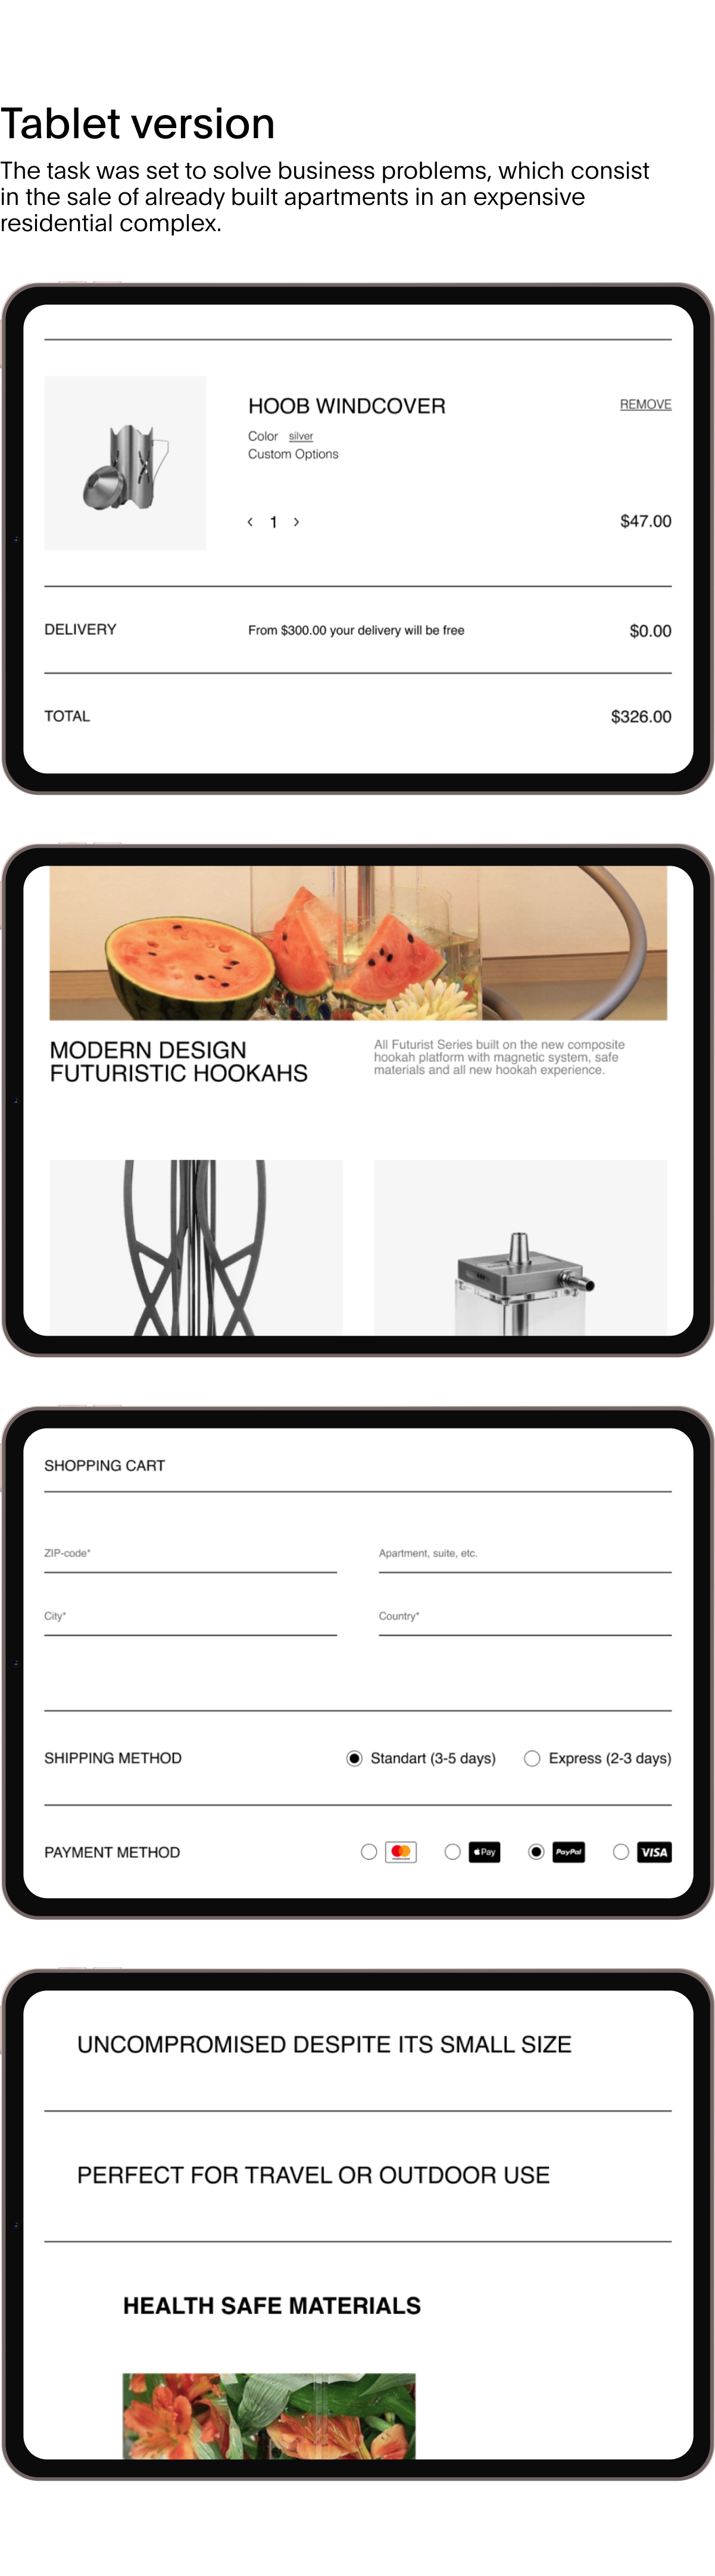 Tablet version
The task was set to solve business problems, which consist
in the sale of already built apartments in an expensive
residential complex.
HOOB WINDCOVER
REMOVE
Color silver
Custom Options
1
$47.00
DELIVERY
From $300.00 your delivery will be free
$0.00
TOTAL
$326.00
MODERN DESIGN
FUTURISTIC HOOKAHS
All Futurist Series built on the new composite
hookah platform with magnetic system, safe
materials and all new hookah experience.
SHOPPING CART
ZIP-code*
Apartment, suite, etc.
City*
Country*
SHIPPING METHOD
Standart (3-5 days)
Express (2-3 days)
PAYMENT METHOD
Pay
PayPal
VISA
UNCOMPROMISED DESPITE ITS SMALL SIZE
PERFECT FOR TRAVEL OR OUTDOOR USE
HEALTH SAFE MATERIALS